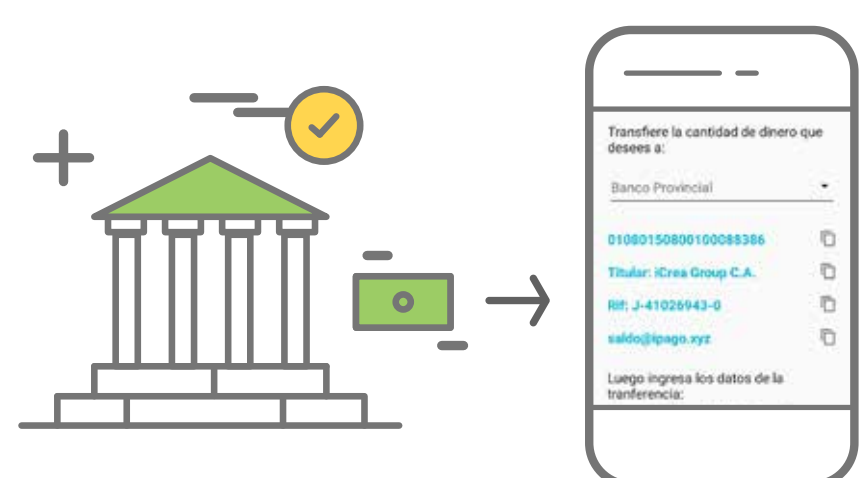 Transfiere la cantidad de dinero que
desees a:
Banco Provincial
01080150800100088386
Titular: iCrea Group C.A.
Rif: J-41026943-0
saldo@ipago.xyz
Luego ingresa los datos de la
tranferencia: